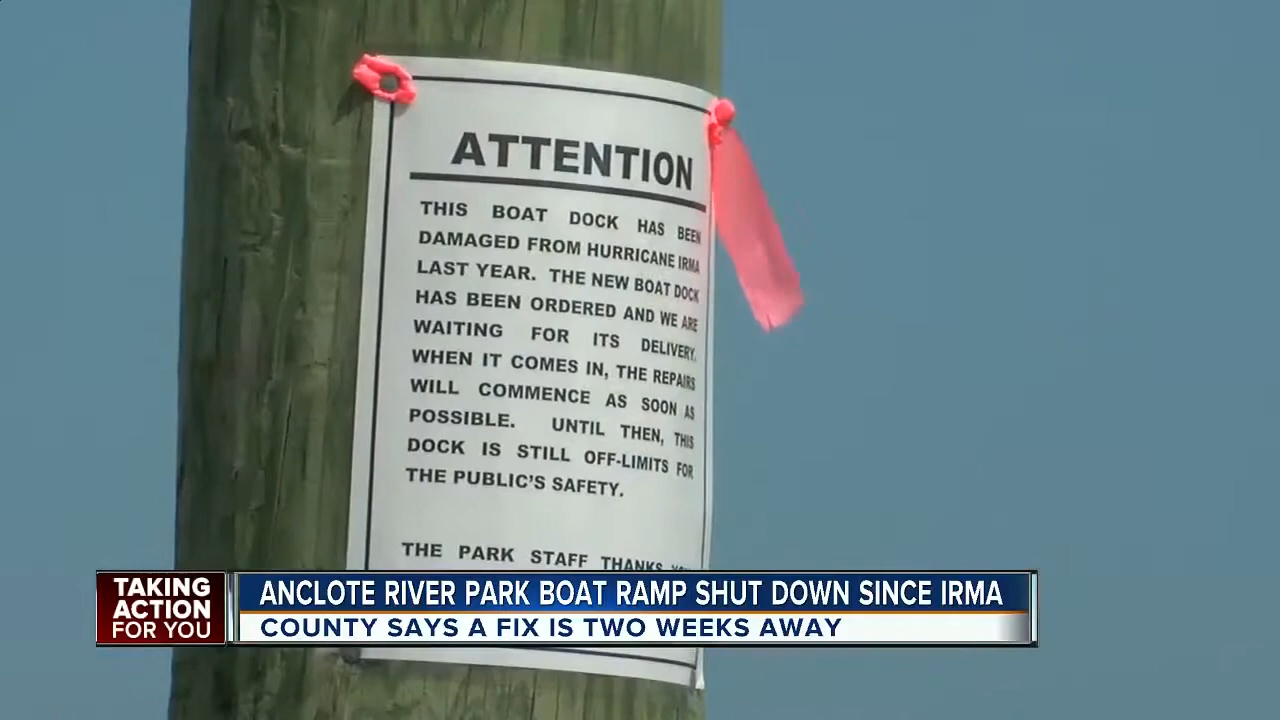 ATTENTION
THIS BOAT DOCK HAS BEEN
DAMAGED FROM HURRICANE IRMA
LAST YEAR. THE NEW BOAT DOCK
HAS BEEN ORDERED AND WE ARE
WAITING FOR ITS DELIVERY.
WHEN IT COMES IN, THE REPAIRS
WILL COMMENCE AS SOON AS
POSSIBLE. UNTIL THEN, THIS
DOCK IS STILL OFF-LIMITS FOR
THE PUBLIC'S SAFETY.
THE PARK STAFF THANKS
TAKING
ACTION
FOR YOU
ANCLOTE RIVER PARK BOAT RAMP SHUT DOWN SINCE IRMA
COUNTY SAYS A FIX IS TWO WEEKS AWAY